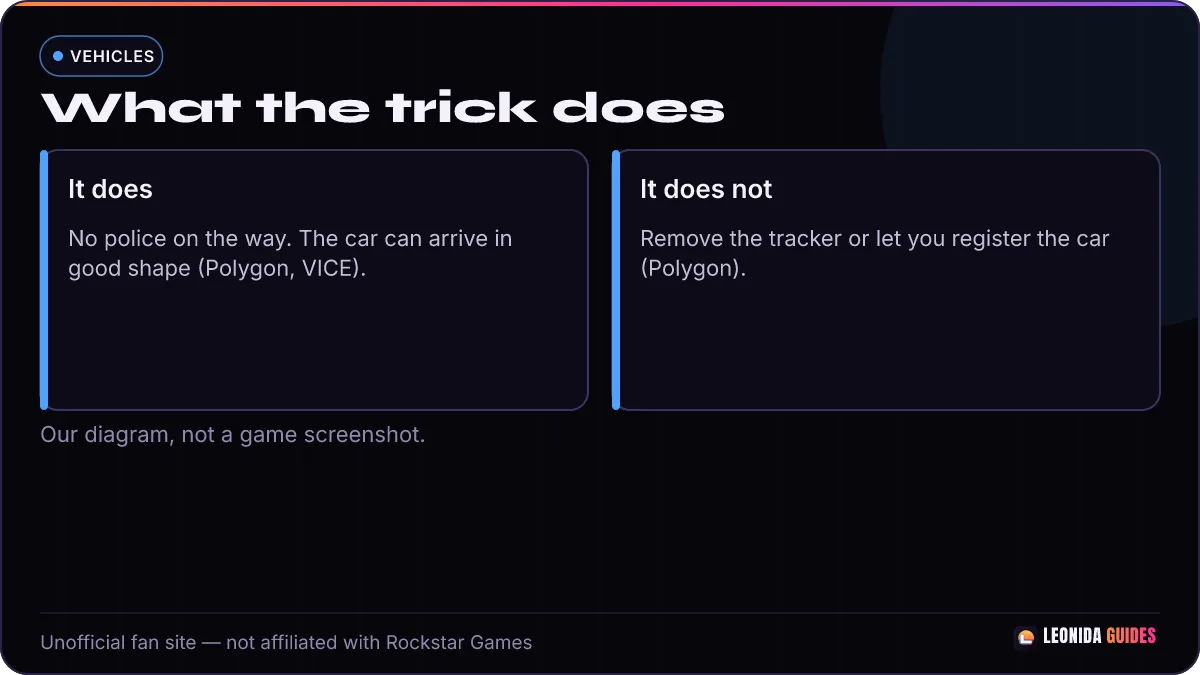 VEHICLES
What the trick does
It does
No police on the way. The car can arrive in
good shape (Polygon, VICE).
It does not
Remove the tracker or let you register the car
(Polygon).
Our diagram, not a game screenshot.
Unofficial fan site — not affiliated with Rockstar Games
LEONIDA GUIDES